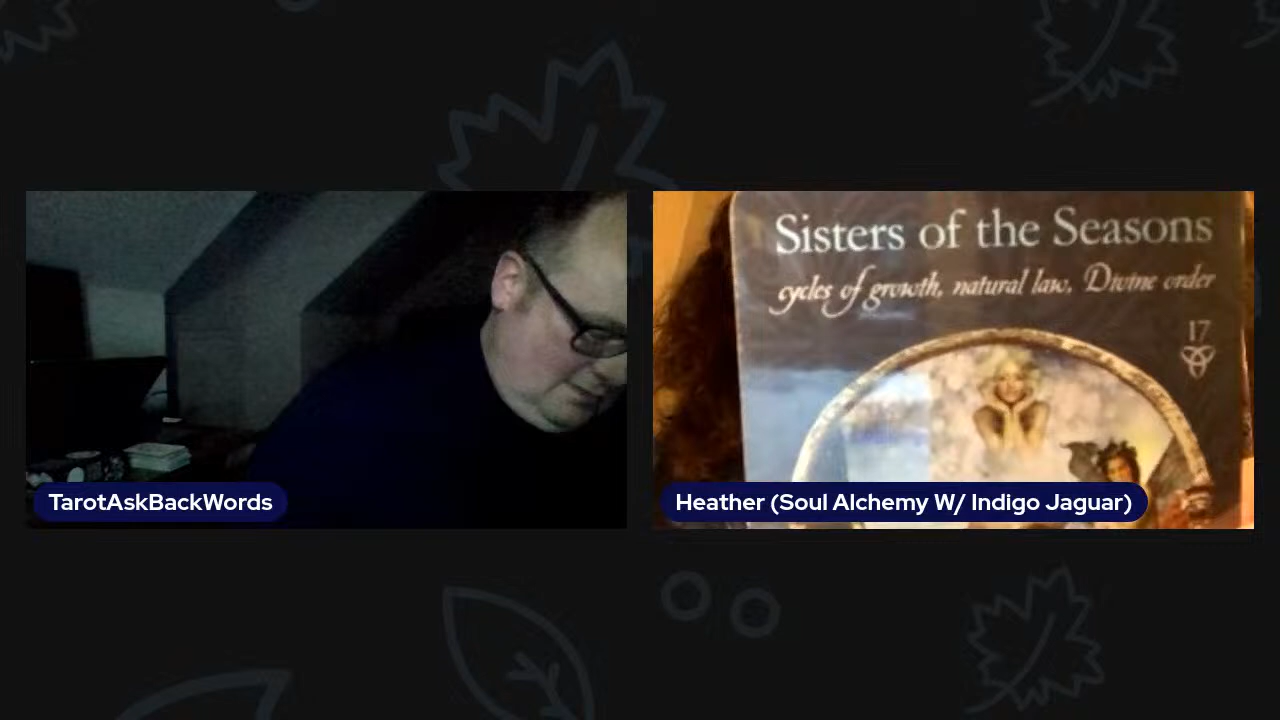 Sisters of the Seasons
cycles of growth, natural law, Divine order
17
TarotAskBackWords
Heather (Soul Alchemy W/ Indigo Jaguar)